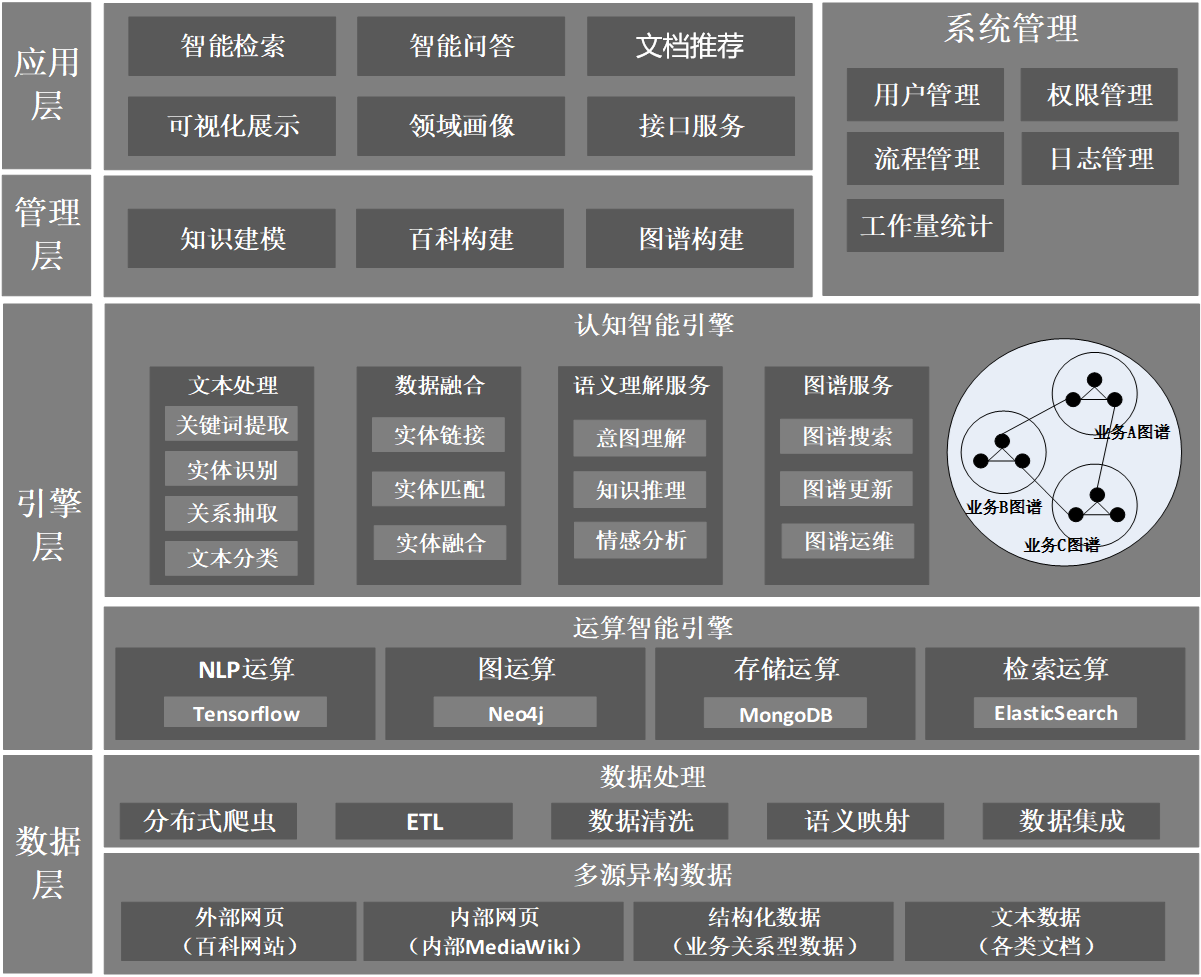 应用
层
智能检索
智能问答
文档推荐
可视化展示
领域画像
接口服务
系统管理
用户管理
权限管理
流程管理
日志管理
工作量统计
管理
层
知识建模
百科构建
图谱构建
引擎
层
认知智能引擎
文本处理
关键词提取
实体识别
关系抽取
文本分类
数据融合
实体链接
实体匹配
实体融合
语义理解服务
意图理解
知识推理
情感分析
图谱服务
图谱搜索
图谱更新
图谱运维
业务A图谱
业务B图谱
业务C图谱
运算智能引擎
NLP运算
Tensorflow
图运算
Neo4j
存储运算
MongoDB
检索运算
ElasticSearch
数据
层
数据处理
分布式爬虫
ETL
数据清洗
语义映射
数据集成
多源异构数据
外部网页
（百科网站）
内部网页
（内部MediaWiki）
结构化数据
（业务关系型数据）
文本数据
（各类文档）